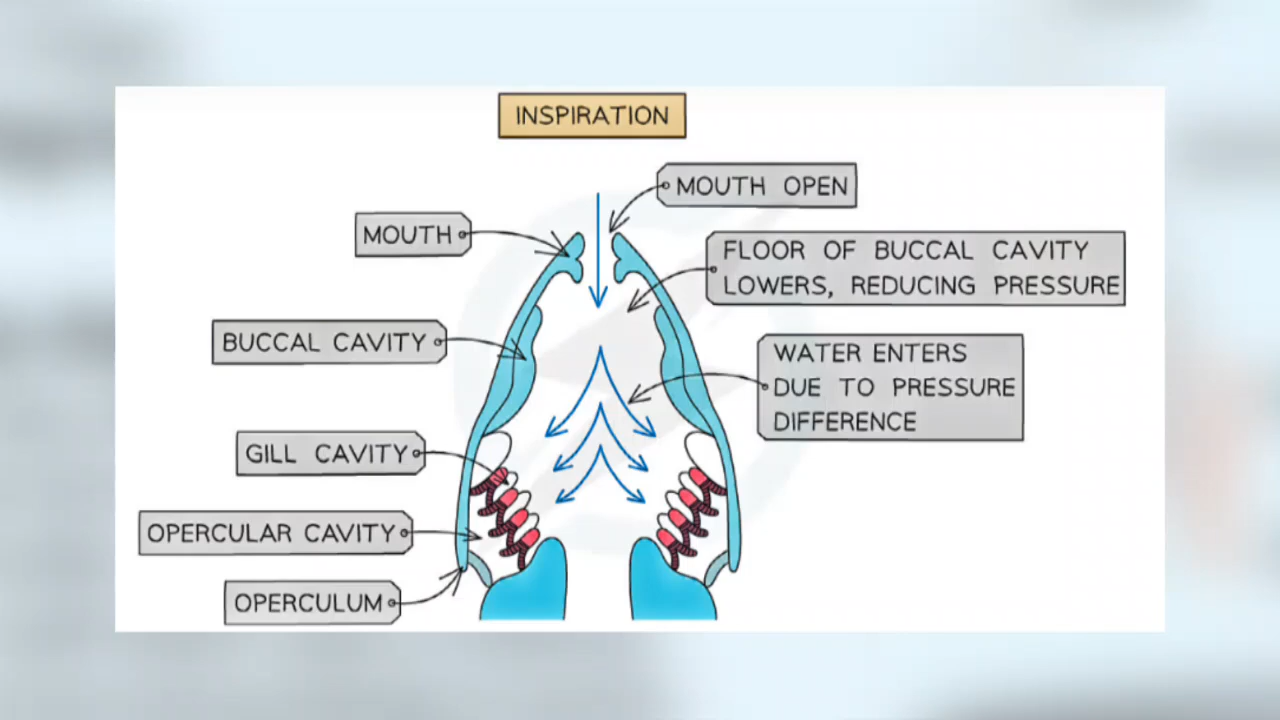 INSPIRATION
MOUTH OPEN
MOUTH
FLOOR OF BUCCAL CAVITY
LOWERS, REDUCING PRESSURE
BUCCAL CAVITY
WATER ENTERS
DUE TO PRESSURE
DIFFERENCE
GILL CAVITY
OPERCULAR CAVITY
OPERCULUM